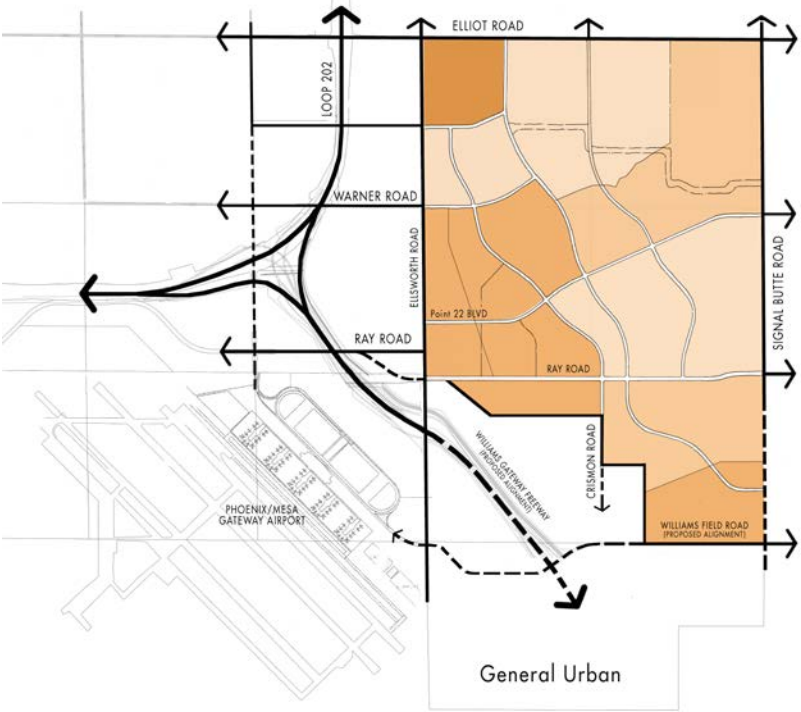 ELLIOT ROAD
LOOP 202
WARNER ROAD
ELLSWORTH ROAD
SIGNAL BUTTE ROAD
Point 22 BLVD
RAY ROAD
RAY ROAD
CRISMON ROAD
WILLIAMS GATEWAY FREEWAY
(PROPOSED ALIGNMENT)
PHOENIX/MESA
GATEWAY AIRPORT
WILLIAMS FIELD ROAD
(PROPOSED ALIGNMENT)
General Urban